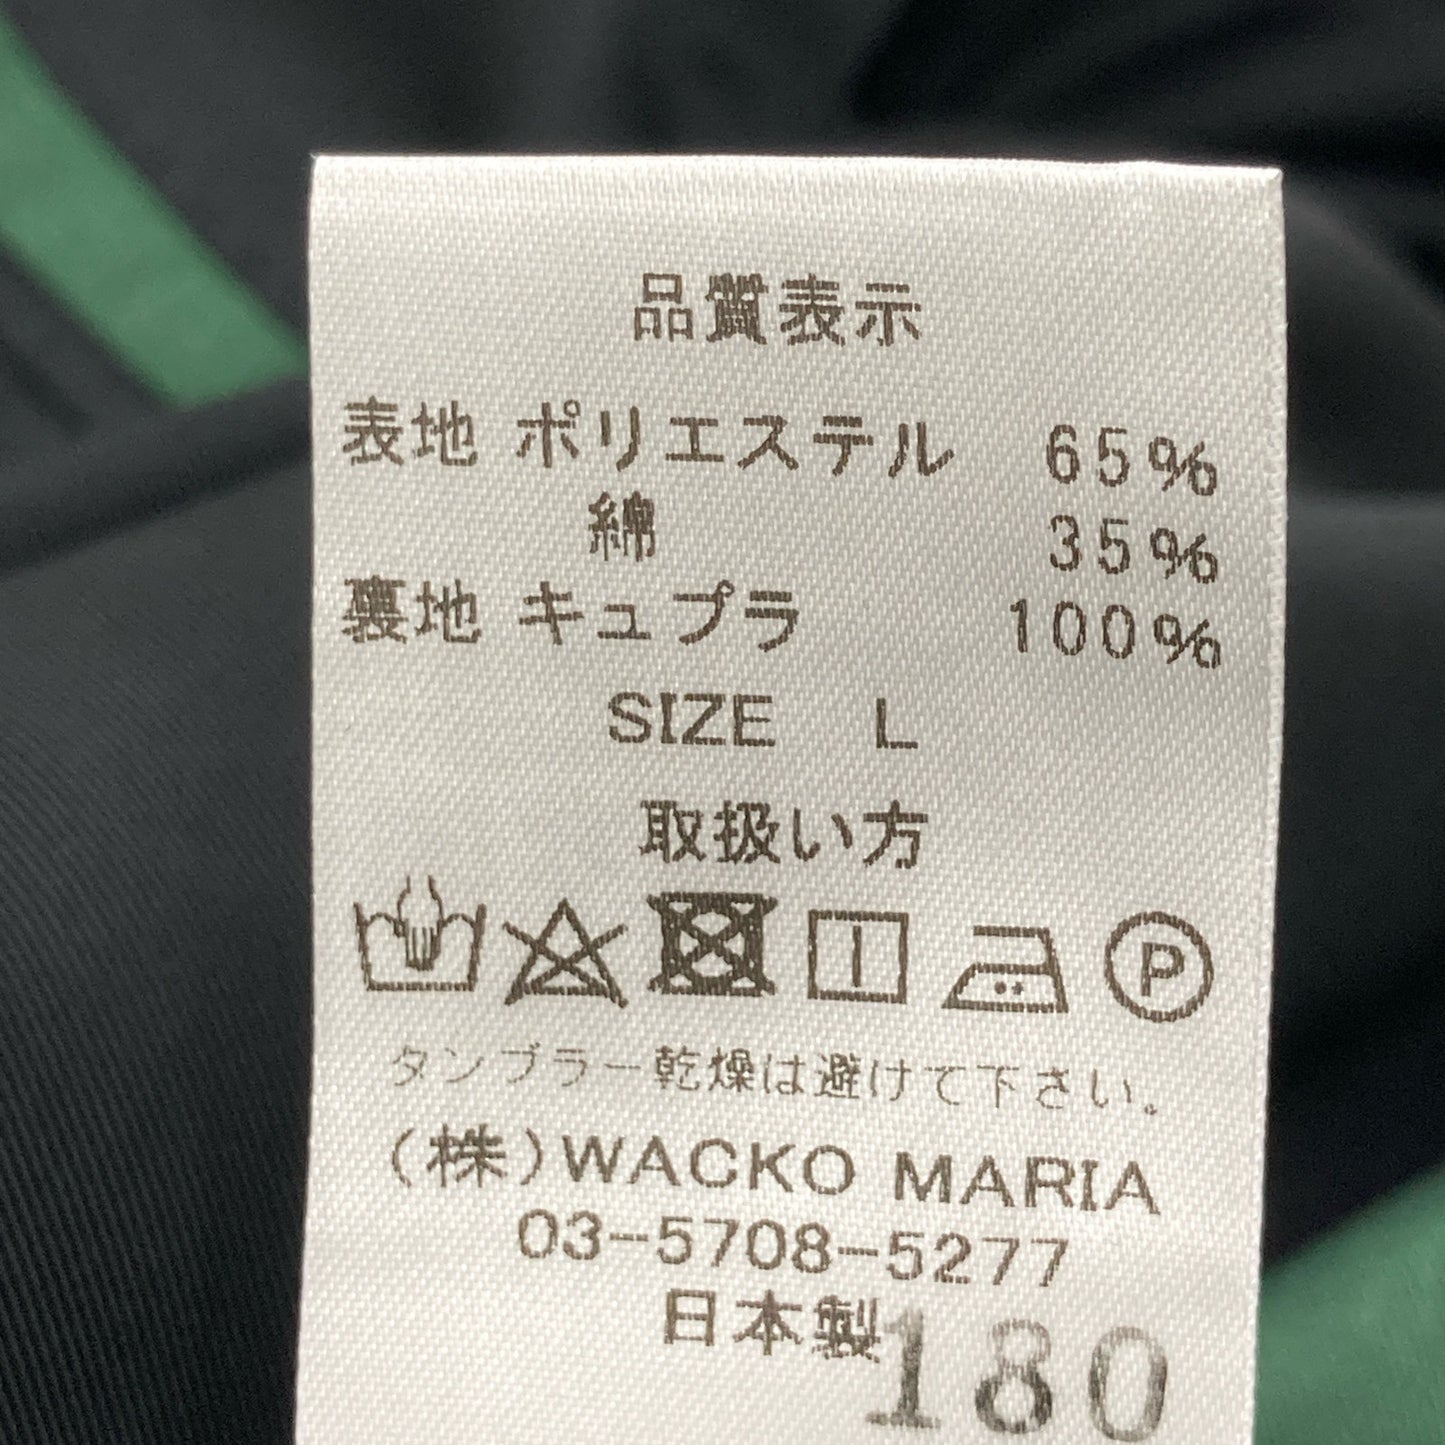 品質表示
表地 ポリエステル 65%
綿 35%
裏地 キュプラ 100%
SIZE L
取扱い方
P
タンブラー乾燥は避けて下さい。
(株)WACKO MARIA
03-5708-5277
日本製
180